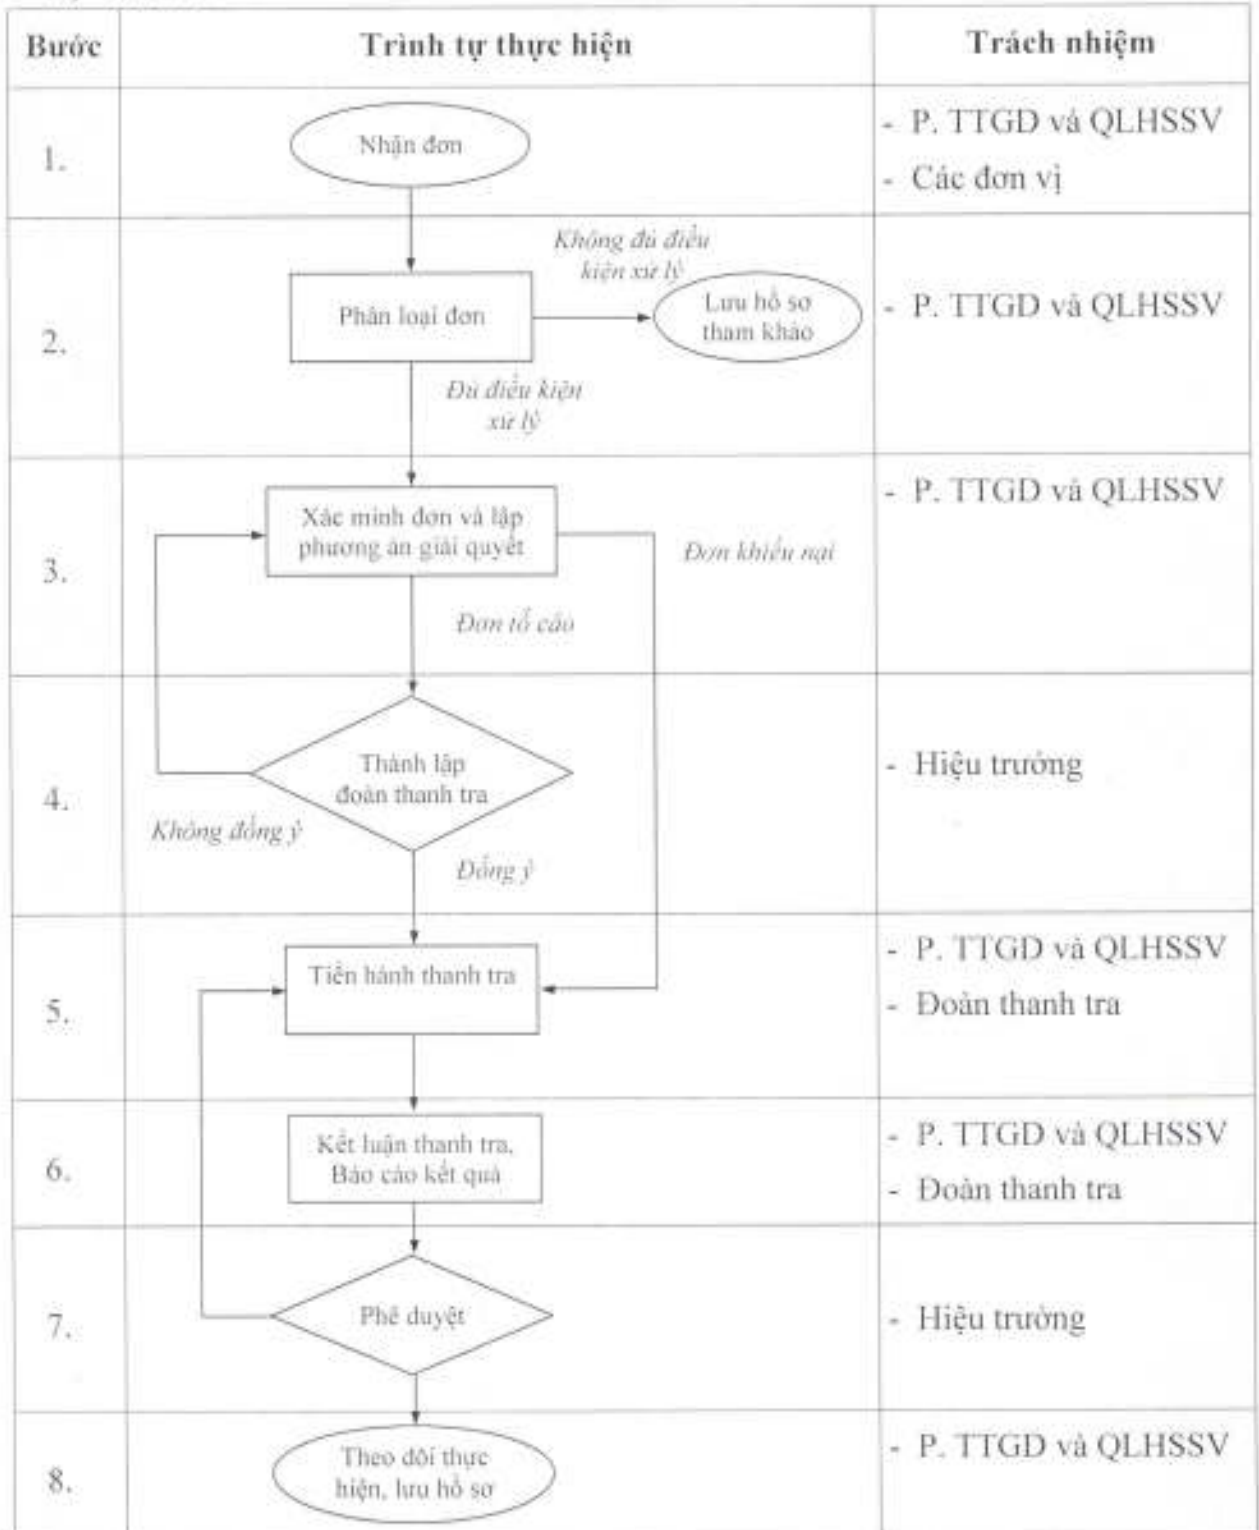 Bước
Trình tự thực hiện
Trách nhiệm
1.
Nhận đơn
- P. TTGD và QLHSSV
- Các đơn vị
2.
Phân loại đơn
Không đủ điều
kiện xử lý
Lưu hồ sơ
tham khảo
Đủ điều kiện
xử lý
- P. TTGD và QLHSSV
3.
Xác minh đơn và lập
phương án giải quyết
Đơn khiếu nại
Đơn tố cáo
- P. TTGD và QLHSSV
4.
Thành lập
đoàn thanh tra
Không đồng ý
Đồng ý
- Hiệu trưởng
5.
Tiến hành thanh tra
- P. TTGD và QLHSSV
- Đoàn thanh tra
6.
Kết luận thanh tra,
Báo cáo kết quả
- P. TTGD và QLHSSV
- Đoàn thanh tra
7.
Phê duyệt
- Hiệu trưởng
8.
Theo dõi thực
hiện, lưu hồ sơ
- P. TTGD và QLHSSV